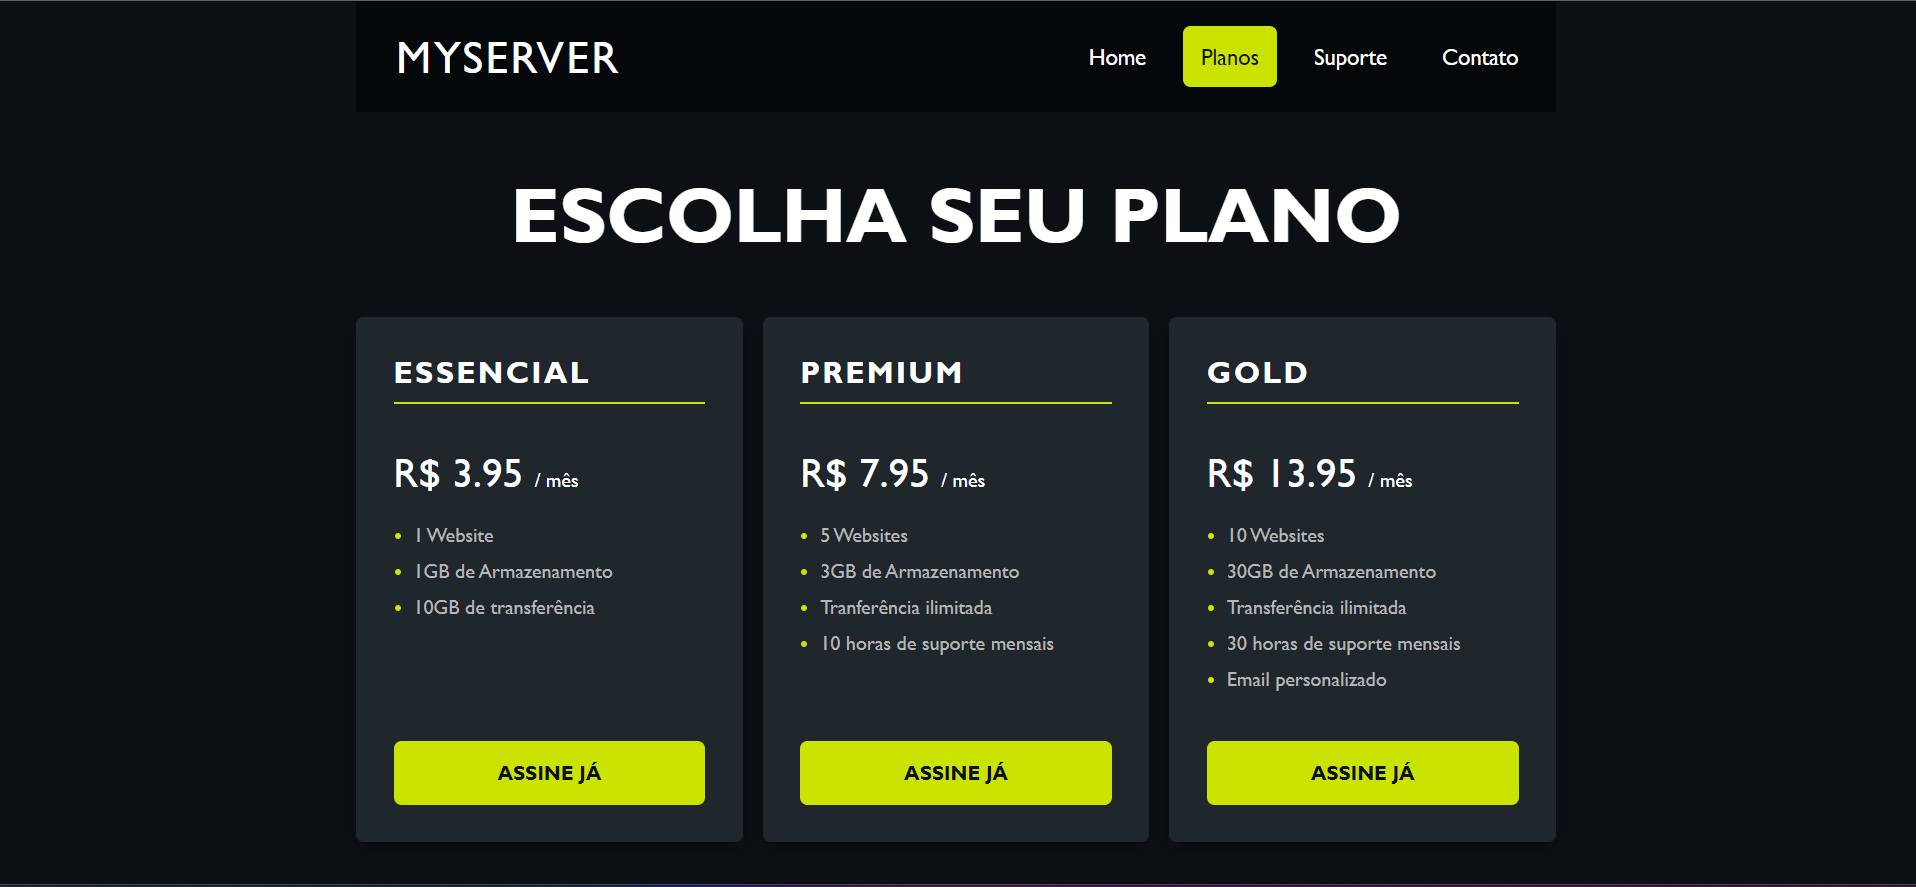 MYSERVER
Home Planos Suporte Contato
ESCOLHA SEU PLANO
ESSENCIAL
R$ 3.95 / mês
• 1 Website
• 1GB de Armazenamento
• 10GB de transferência
ASSINE JÁ
PREMIUM
R$ 7.95 / mês
• 5 Websites
• 3GB de Armazenamento
• Tranferência ilimitada
• 10 horas de suporte mensais
ASSINE JÁ
GOLD
R$ 13.95 / mês
• 10 Websites
• 30GB de Armazenamento
• Transferência ilimitada
• 30 horas de suporte mensais
• Email personalizado
ASSINE JÁ